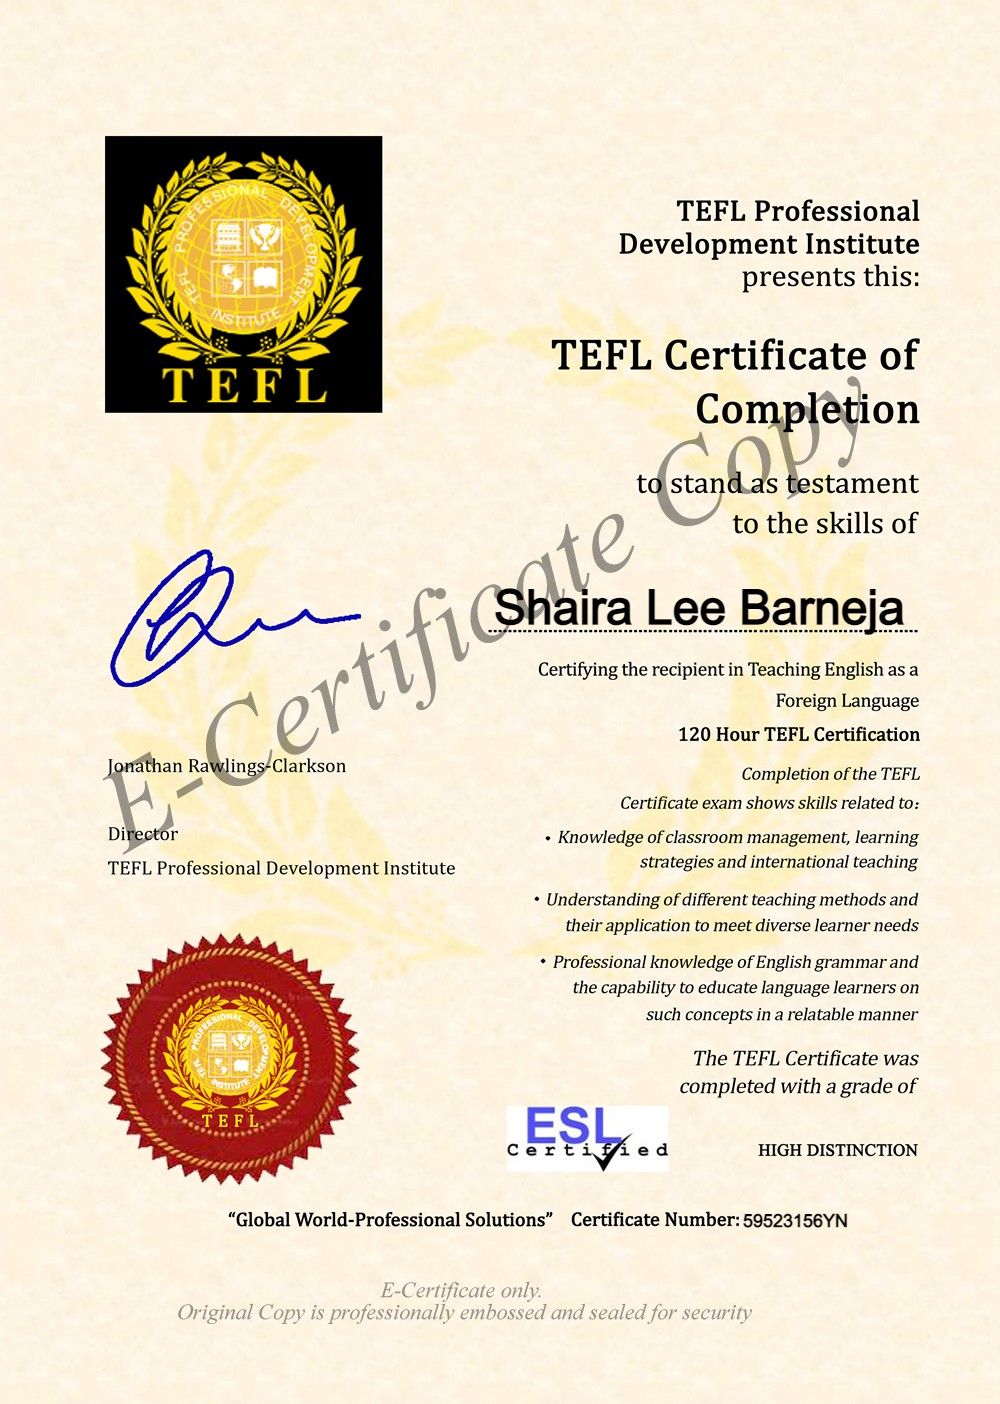 PROFESSIONAL DEVELOPMENT
TEFL INSTITUTE
TEFL
TEFL Professional
Development Institute
presents this:
TEFL Certificate of
Completion
to stand as testament
to the skills of
Shaira Lee Barneja
Certifying the recipient in Teaching English as a
Foreign Language
120 Hour TEFL Certification
Completion of the TEFL
Certificate exam shows skills related to:
• Knowledge of classroom management, learning
strategies and international teaching
• Understanding of different teaching methods and
their application to meet diverse learner needs
• Professional knowledge of English grammar and
the capability to educate language learners on
such concepts in a relatable manner
The TEFL Certificate was
completed with a grade of
HIGH DISTINCTION
E-Certificate Copy
Jonathan Rawlings-Clarkson
Director
TEFL Professional Development Institute
PROFESSIONAL DEVELOPMENT
TEFL INSTITUTE
TEFL
ESL
Certified
“Global World-Professional Solutions” Certificate Number: 59523156YN
E-Certificate only.
Original Copy is professionally embossed and sealed for security